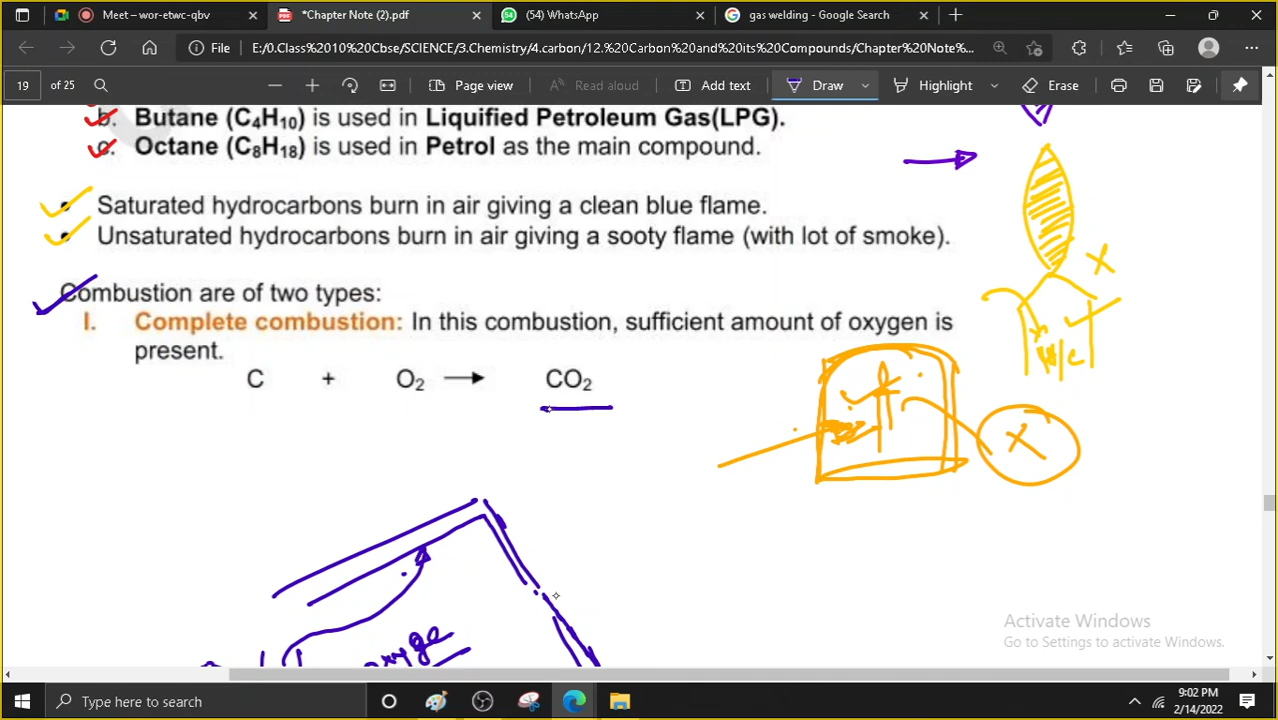 Meet – wor-etwc-qbv
*Chapter Note (2).pdf
(54) WhatsApp
gas welding - Google Search
File
E:/0.Class%2010%20Cbse/SCIENCE/3.Chemistry/4.carbon/12.%20Carbon%20and%20its%20Compounds/Chapter%20Note%...
19 of 25
Page view
Read aloud
Add text
Draw
Highlight
Erase
b. Butane (C₄H₁₀) is used in Liquified Petroleum Gas(LPG).
c. Octane (C₈H₁₈) is used in Petrol as the main compound.
• Saturated hydrocarbons burn in air giving a clean blue flame.
• Unsaturated hydrocarbons burn in air giving a sooty flame (with lot of smoke).
X
Combustion are of two types:
I. Complete combustion: In this combustion, sufficient amount of oxygen is
present.
C + O₂ → CO₂
X
oxyge
Activate Windows
Go to Settings to activate Windows.
Type here to search
9:02 PM
2/14/2022